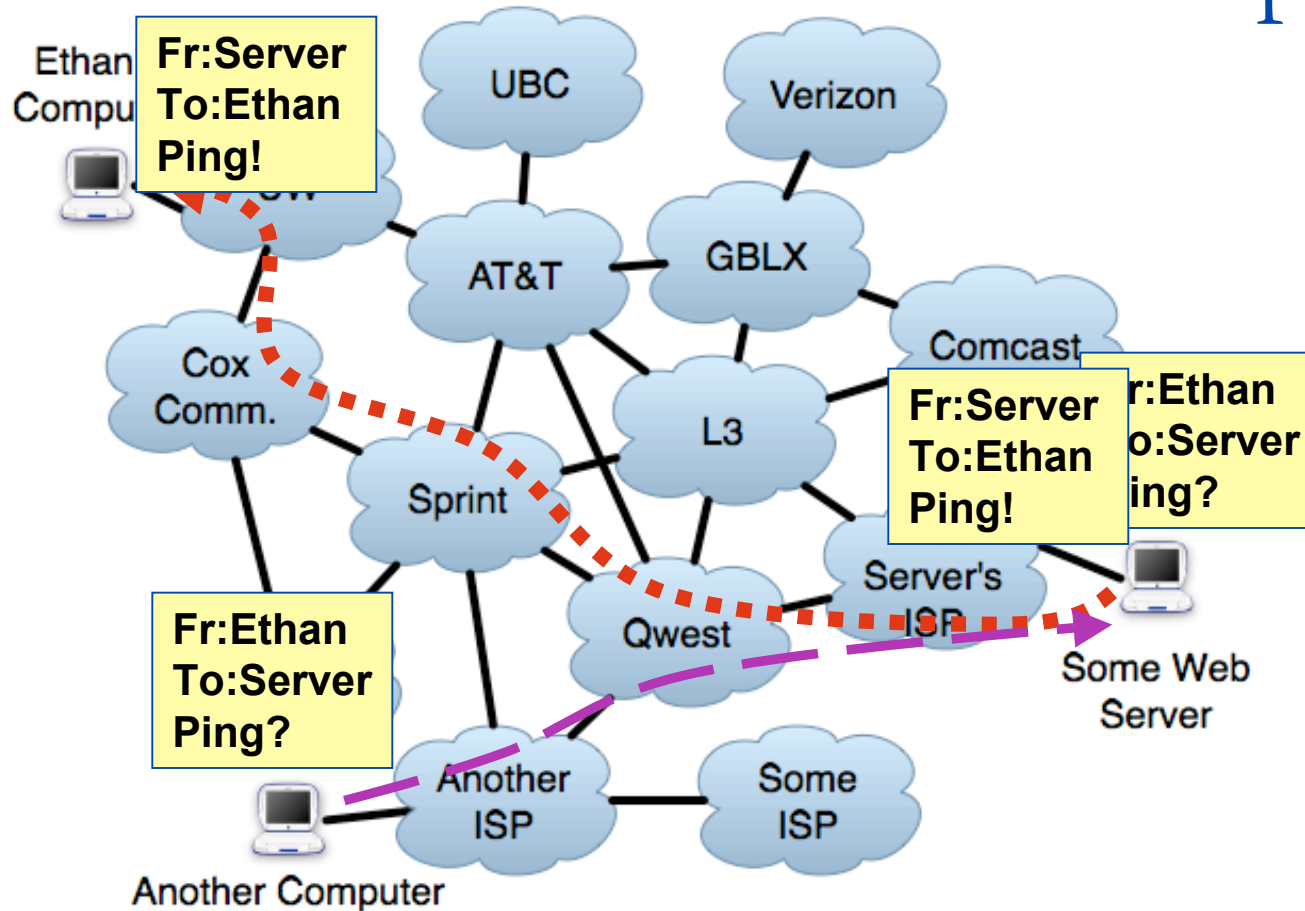 Ethan
Compu
Fr:Server
To:Ethan
Ping!
UBC
Verizon
AT&T
GBLX
Cox
Comm.
Comcast
L3
Sprint
Fr:Server
To:Ethan
Ping!
r:Ethan
o:Server
ing?
Server's
ISP
Qwest
Fr:Ethan
To:Server
Ping?
Some Web
Server
Another
ISP
Some
ISP
Another Computer